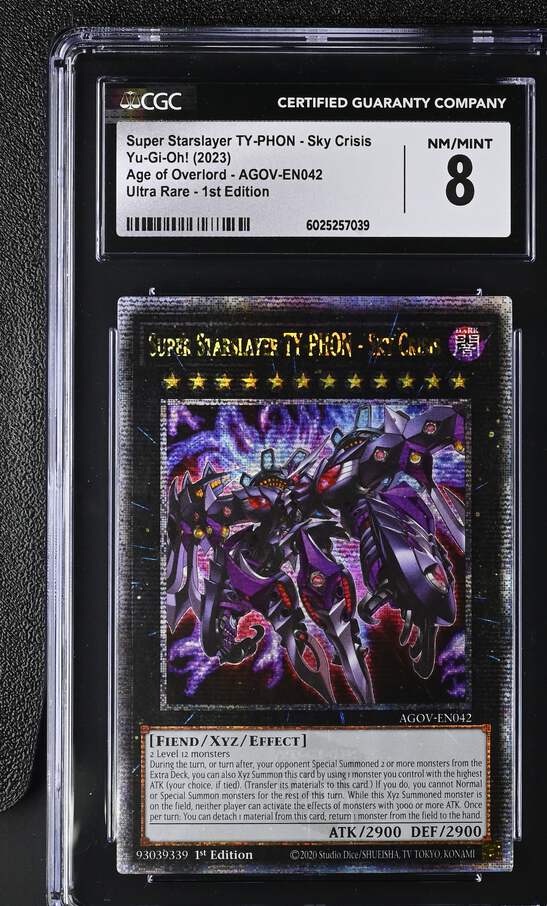 CGC
CERTIFIED GUARANTY COMPANY
Super Starslayer TY-PHON - Sky Crisis
Yu-Gi-Oh! (2023)
Age of Overlord - AGOV-EN042
Ultra Rare - 1st Edition
NM/MINT
8
6025257039
Super Starslayer TY-PHON - Sky Crisis
DARK
闇
AGOV-EN042
[Fiend/Xyz/Effect]
2 Level 12 monsters
During the turn, or turn after, your opponent Special Summoned 2 or more monsters from the
Extra Deck, you can also Xyz Summon this card by using 1 monster you control with the highest
ATK (your choice, if tied). (Transfer its materials to this card.) If you do, you cannot Normal
or Special Summon monsters for the rest of this turn. While this Xyz Summoned monster is
on the field, neither player can activate the effects of monsters with 3000 or more ATK. Once
per turn: You can detach 1 material from this card; return 1 monster from the field to the hand.
ATK/2900 DEF/2900
93039339 1st Edition
©2020 Studio Dice/SHUEISHA, TV TOKYO, KONAMI